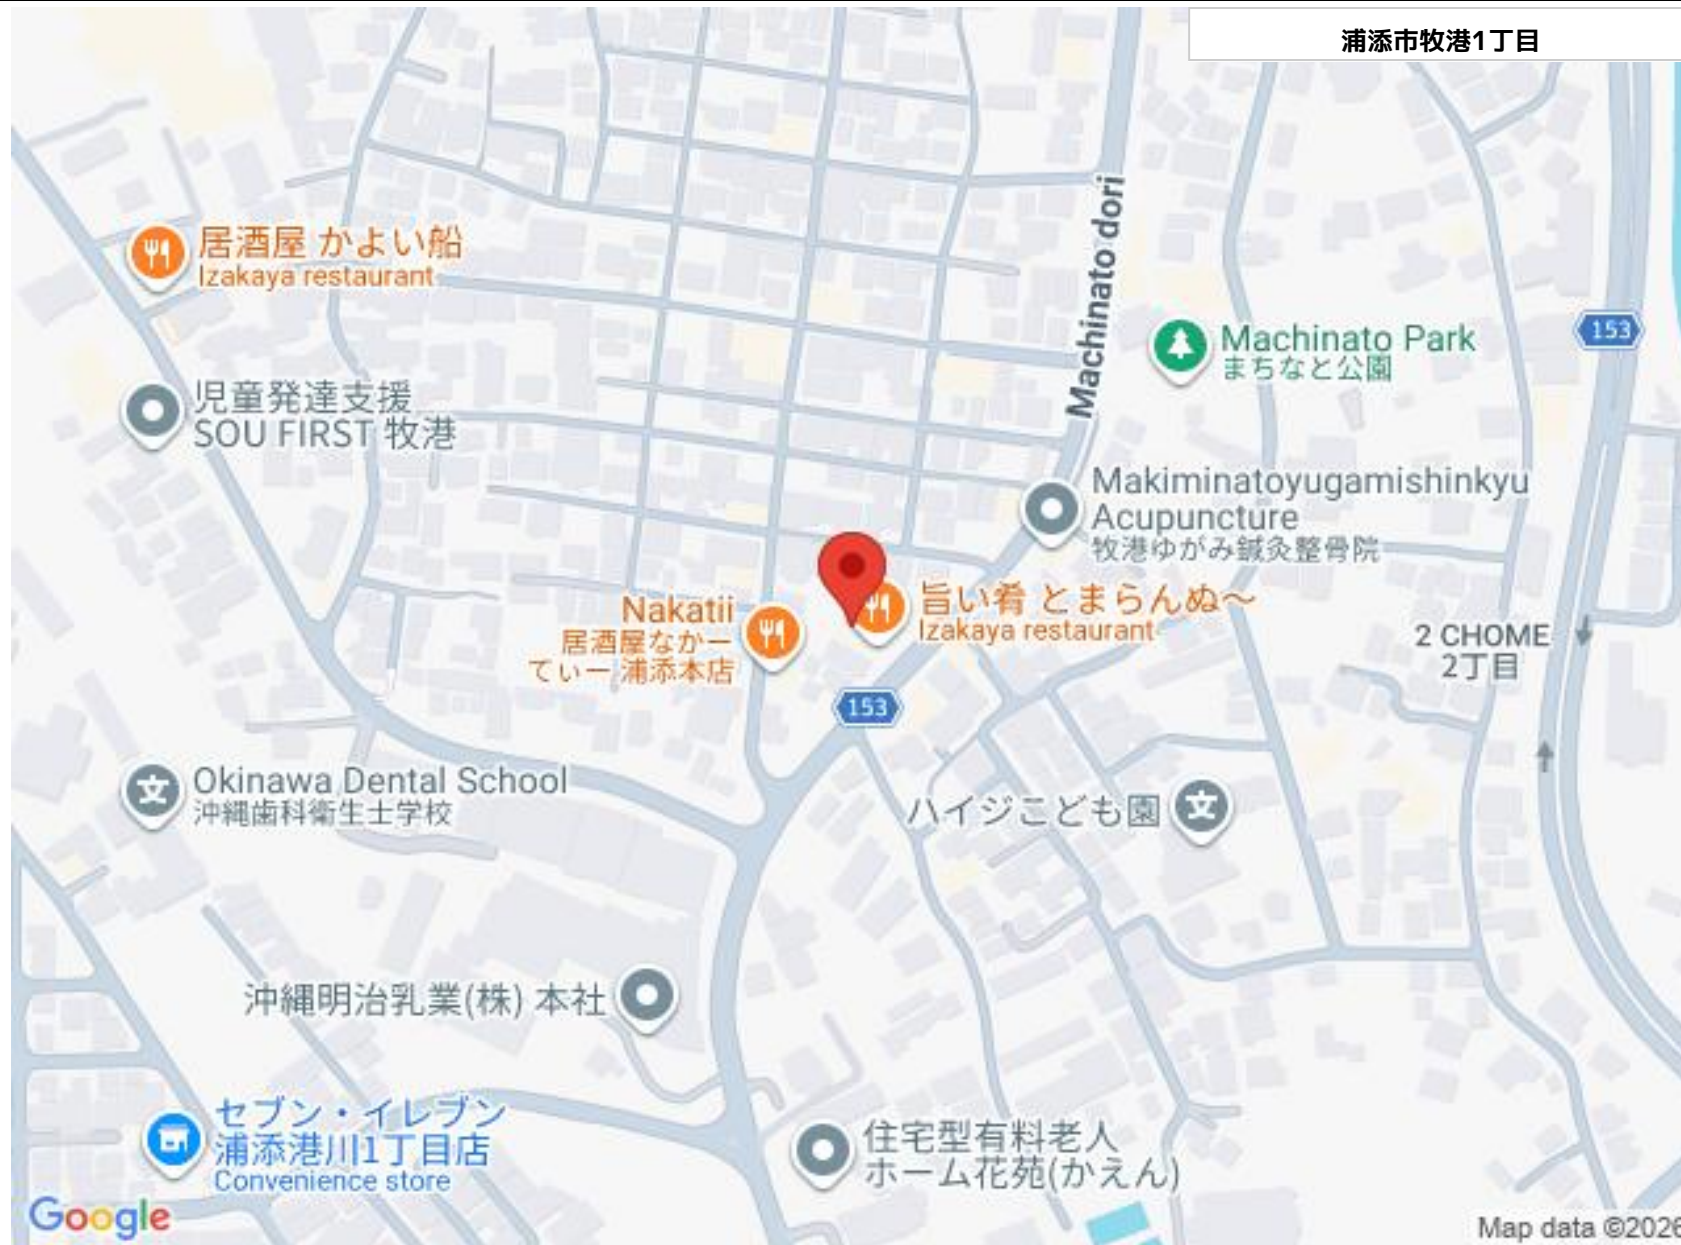 浦添市牧港1丁目
居酒屋 かよい船
Izakaya restaurant
Machinato dori
153
Machinato Park
まちなと公園
児童発達支援
SOU FIRST 牧港
Makiminatoyugamishinkyu
Acupuncture
牧港ゆがみ鍼灸整骨院
Nakatii
居酒屋なかー
てぃー 浦添本店
旨い肴 とまらんぬ～
Izakaya restaurant
2 CHOME
2丁目
153
Okinawa Dental School
沖縄歯科衛生士学校
ハイジこども園
沖縄明治乳業(株) 本社
セブン‐イレブン
浦添港川1丁目店
Convenience store
住宅型有料老人
ホーム花苑(かえん)
Google
Map data ©2026